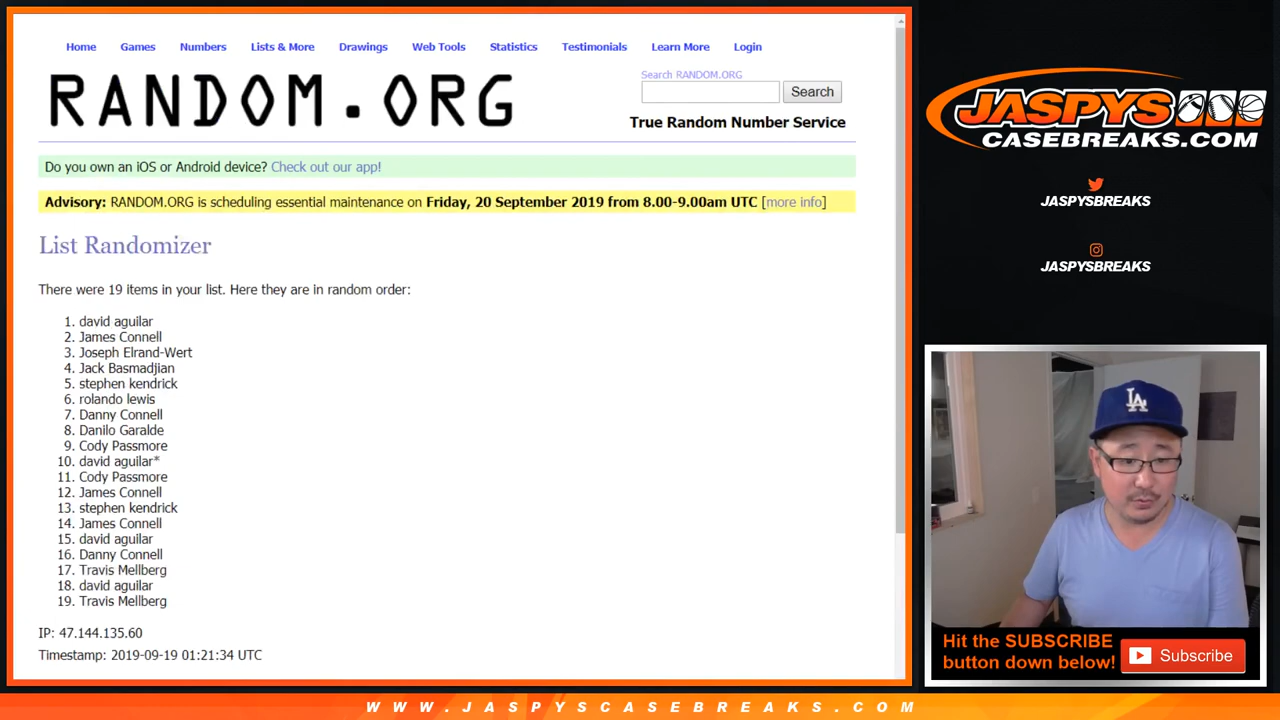 Home Games Numbers Lists & More Drawings Web Tools Statistics Testimonials Learn More Login
RANDOM.ORG
Search RANDOM.ORG
Search
True Random Number Service
Do you own an iOS or Android device? Check out our app!
Advisory: RANDOM.ORG is scheduling essential maintenance on Friday, 20 September 2019 from 8.00-9.00am UTC [more info]
List Randomizer
There were 19 items in your list. Here they are in random order:
1. david aguilar
2. James Connell
3. Joseph Elrand-Wert
4. Jack Basmadjian
5. stephen kendrick
6. rolando lewis
7. Danny Connell
8. Danilo Garalde
9. Cody Passmore
10. david aguilar*
11. Cody Passmore
12. James Connell
13. stephen kendrick
14. James Connell
15. david aguilar
16. Danny Connell
17. Travis Mellberg
18. david aguilar
19. Travis Mellberg
IP: 47.144.135.60
Timestamp: 2019-09-19 01:21:34 UTC
JASPYS
CASEBREAKS.COM
JASPYSBREAKS
JASPYSBREAKS
LA
Hit the SUBSCRIBE
button down below!
Subscribe
WWW.JASPYSCASEBREAKS.COM